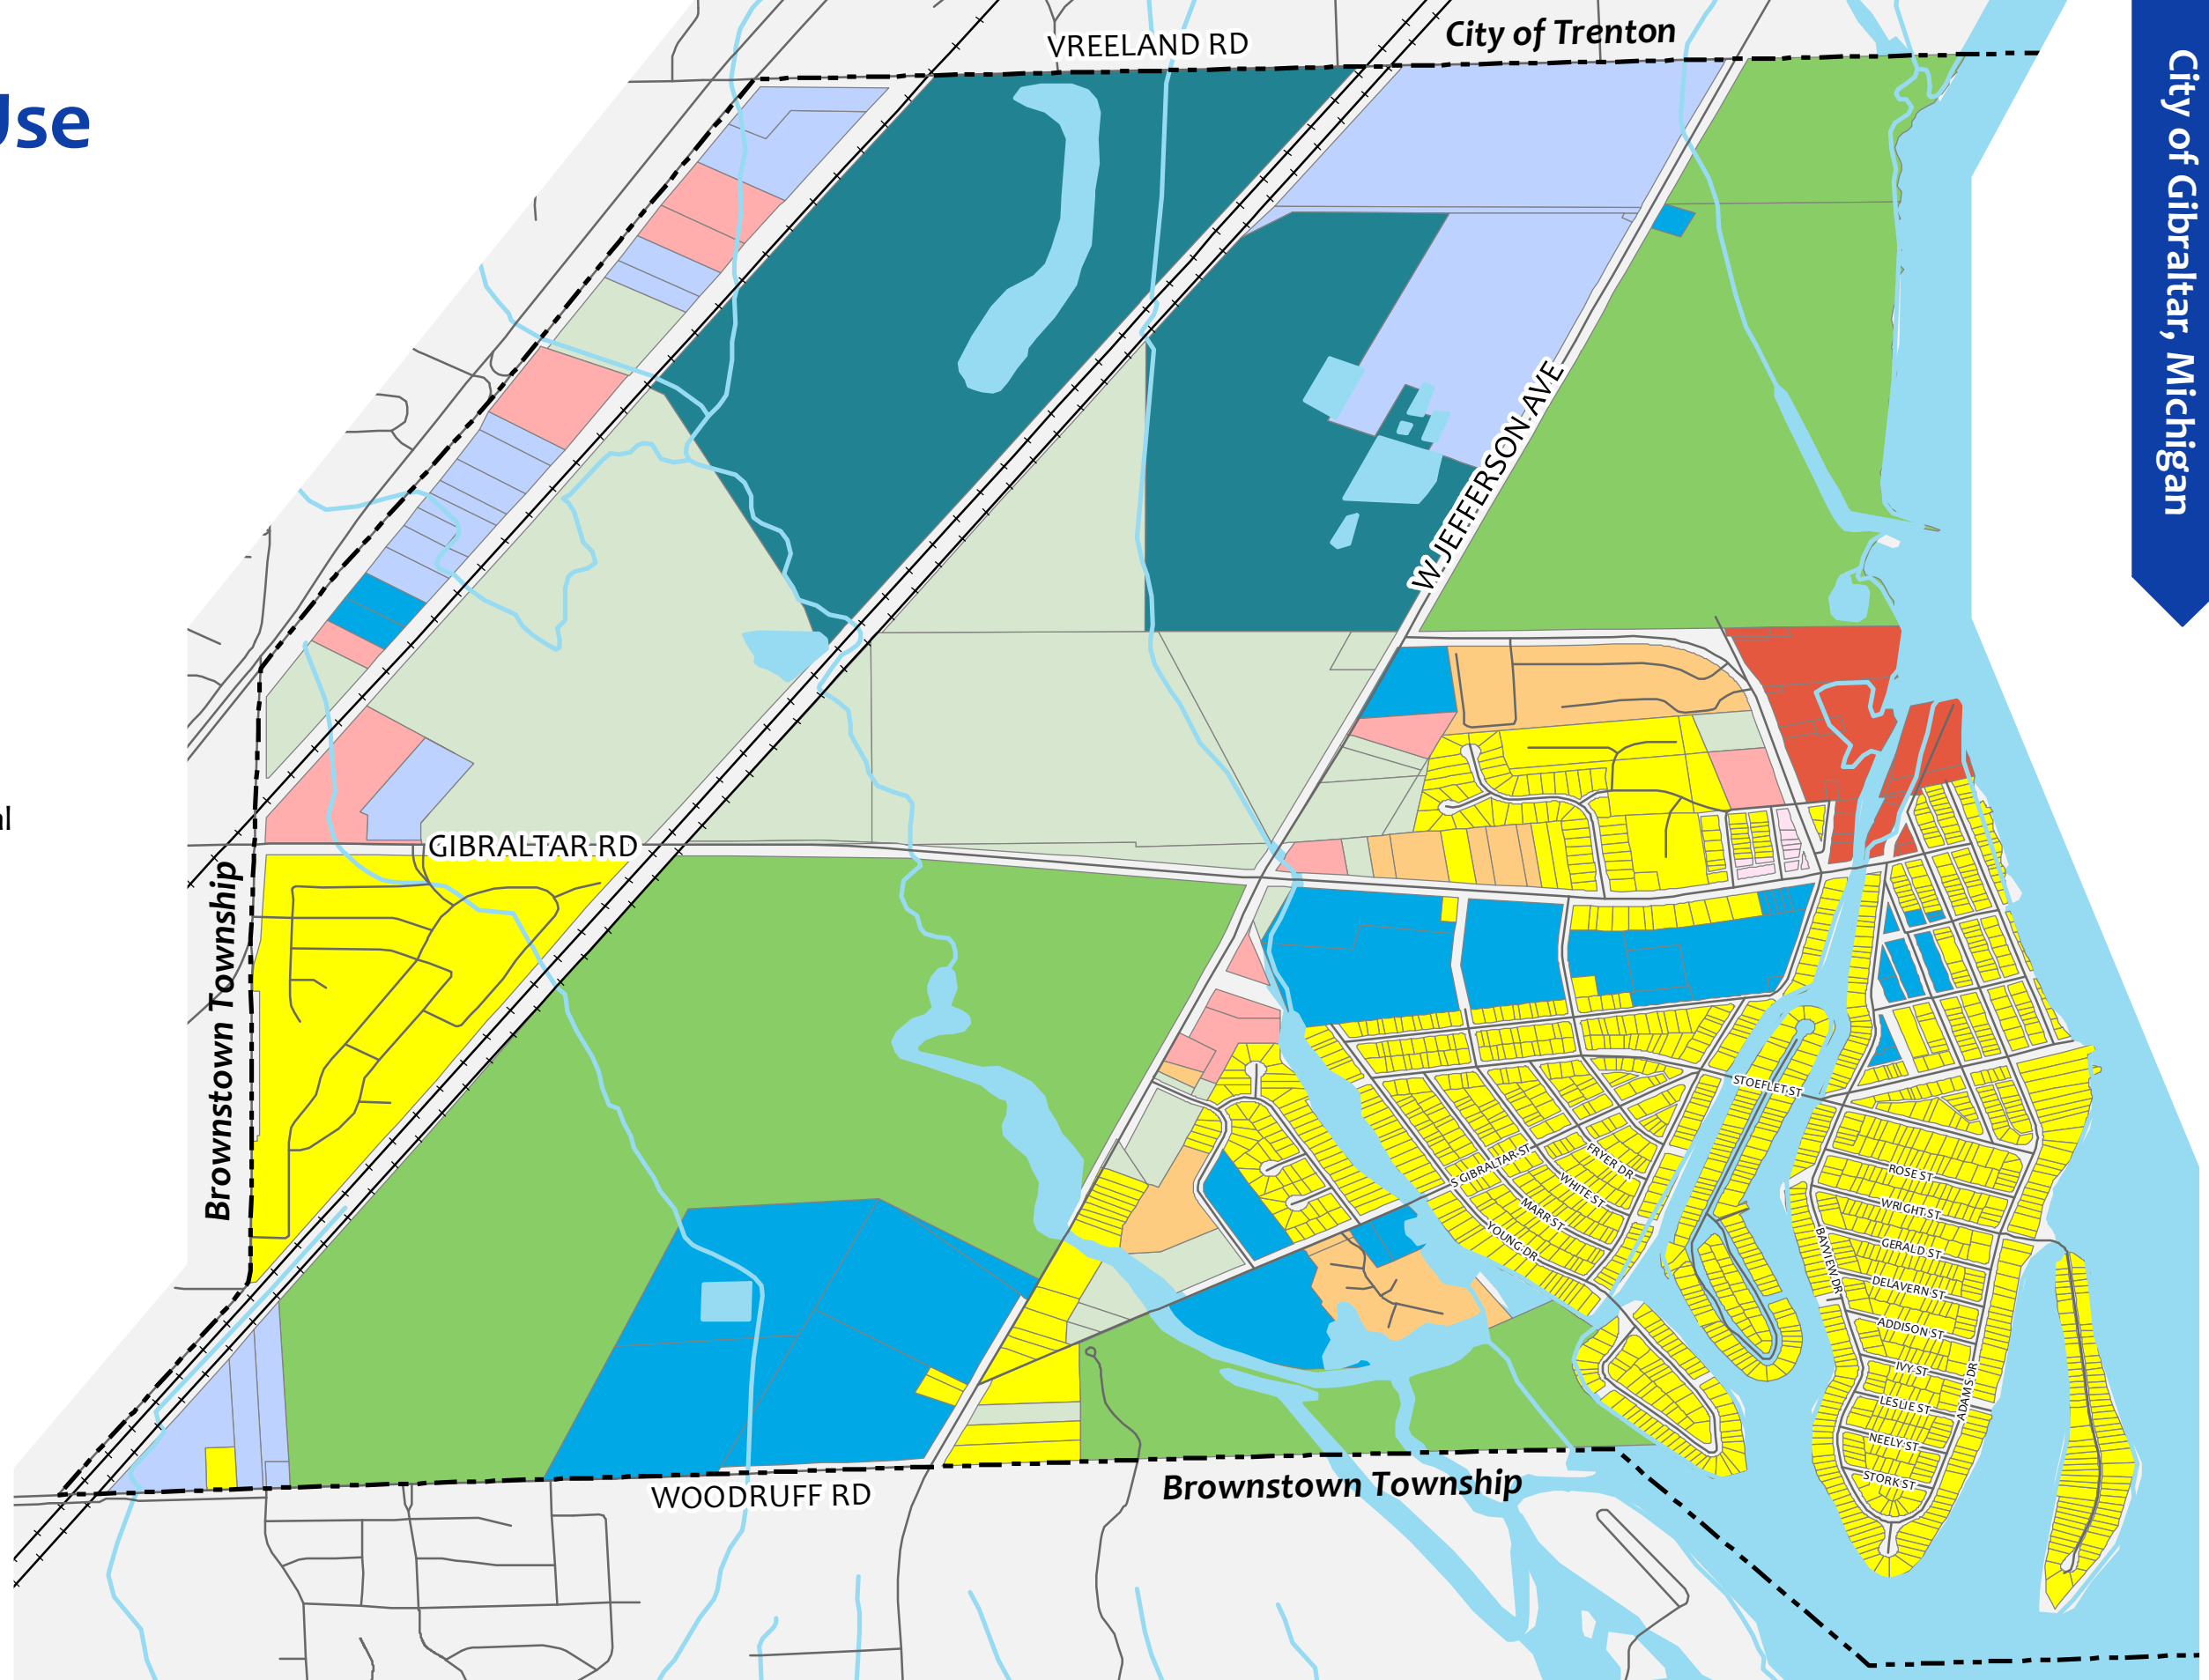 City of Trenton
VREELAND RD
Use
City of Gibraltar, Michigan
W JEFFERSON AVE
al
GIBRALTAR RD
Brownstown Township
STOEFLET ST
S GIBRALTAR ST
FRYER DR
WHITE ST
MARR ST
YOUNG DR
ROSE ST
WRIGHT ST
GERALD ST
BAYVIEW DR
DELAVERN ST
ADDISON ST
IVY ST
LESLIE ST
ADAMS DR
NEELY ST
STORK ST
Brownstown Township
WOODRUFF RD